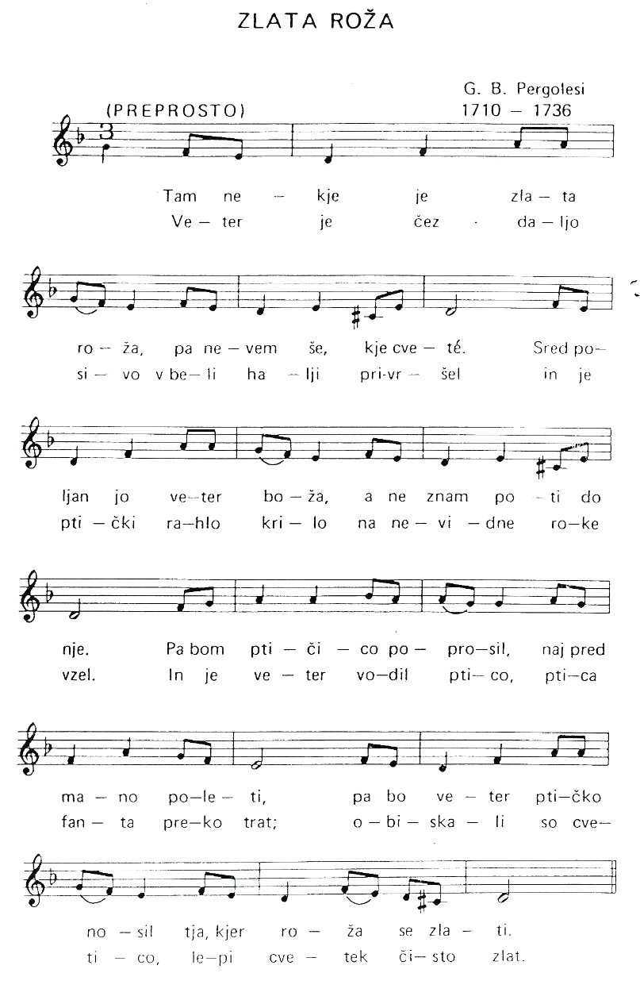 ZLATA ROŽA
G. B. Pergolesi
(PREPROSTO) 1710 – 1736
3
3
Tam ne – kje je zla – ta
Ve – ter je čez da – ljo
ro – ža, pa ne – vem še, kje cve – té. Sred po–
si – vo v be – li ha – lji pri-vr – šel in je
ljan jo ve–ter bo–ža, a ne znam po – ti do
pti – čki ra–hlo kri – lo na ne – vi – dne ro–ke
nje. Pa bom pti – či – co po – pro–sil, naj pred
vzel. In je ve – ter vo–dil pti– co, pti–ca
ma – no po–le – ti, pa bo ve – ter pti–čko
fan – ta pre–ko trat; o–bi – ska – li so cve–
no – sil tja, kjer ro – ža se zla – ti.
ti – co, le–pi cve – tek či– sto zlat.